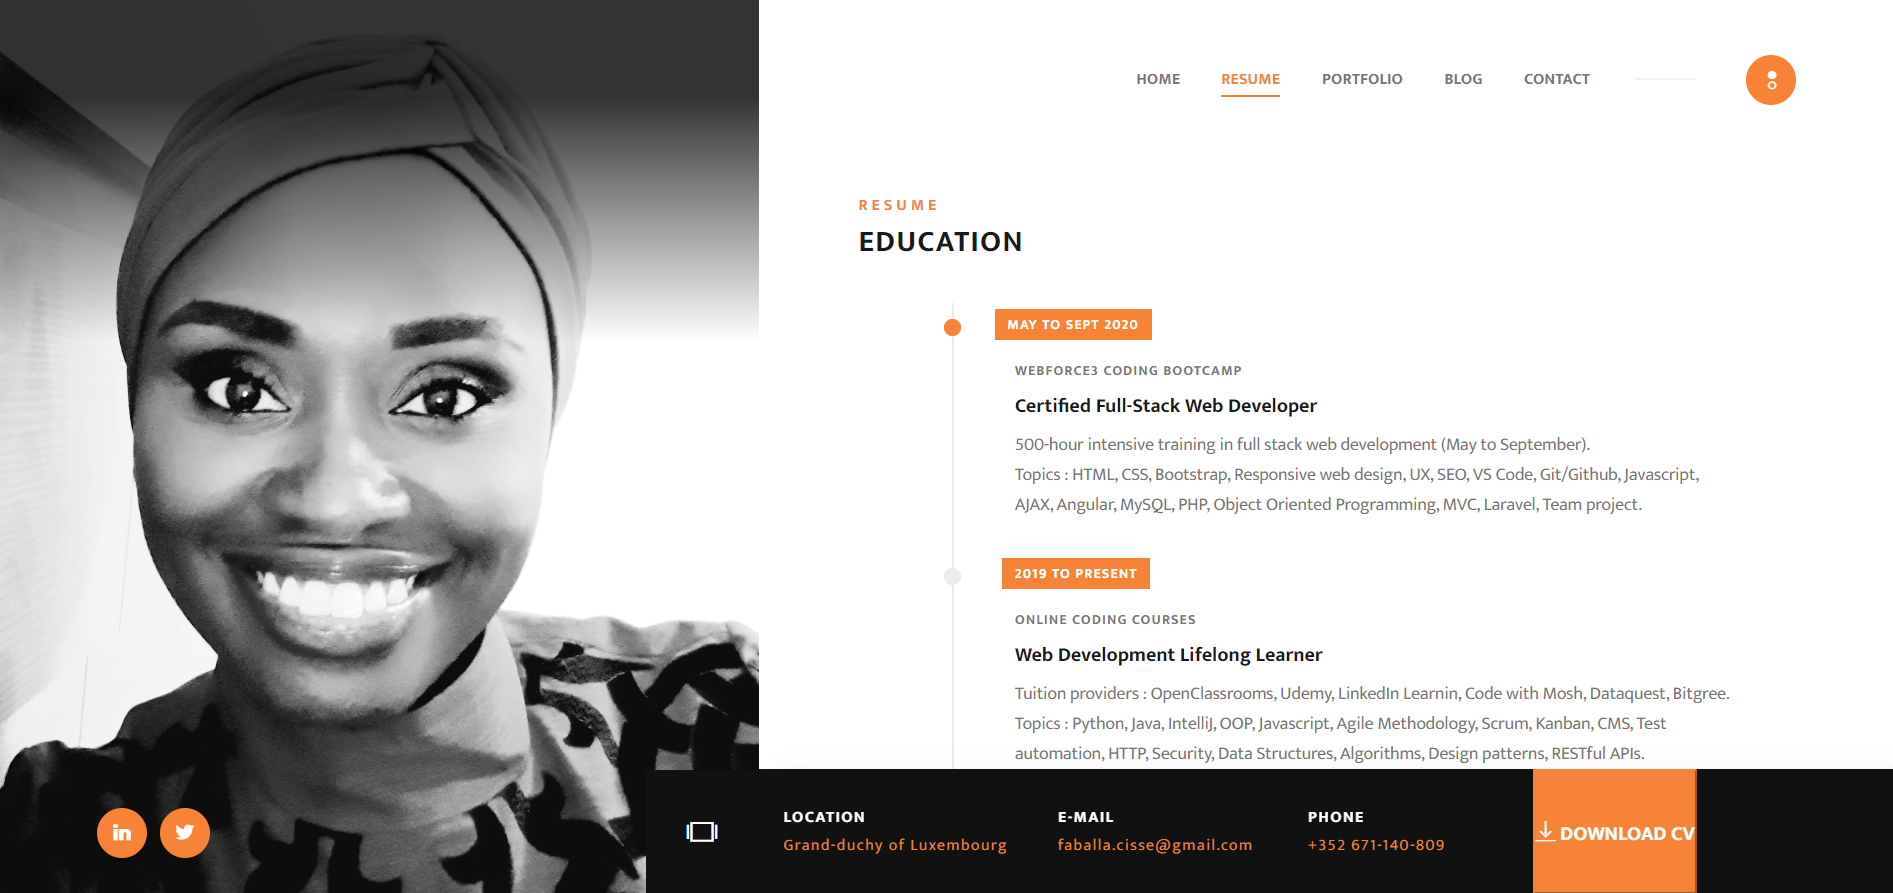 HOME RESUME PORTFOLIO BLOG CONTACT
RESUME
EDUCATION
MAY TO SEPT 2020
WEBFORCE3 CODING BOOTCAMP
Certified Full-Stack Web Developer
500-hour intensive training in full stack web development (May to September).
Topics : HTML, CSS, Bootstrap, Responsive web design, UX, SEO, VS Code, Git/Github, Javascript,
AJAX, Angular, MySQL, PHP, Object Oriented Programming, MVC, Laravel, Team project.
2019 TO PRESENT
ONLINE CODING COURSES
Web Development Lifelong Learner
Tuition providers : OpenClassrooms, Udemy, LinkedIn Learnin, Code with Mosh, Dataquest, Bitgree.
Topics : Python, Java, IntelliJ, OOP, Javascript, Agile Methodology, Scrum, Kanban, CMS, Test
automation, HTTP, Security, Data Structures, Algorithms, Design patterns, RESTful APIs.
in
LOCATION
Grand-duchy of Luxembourg
E-MAIL
faballa.cisse@gmail.com
PHONE
+352 671-140-809
DOWNLOAD CV